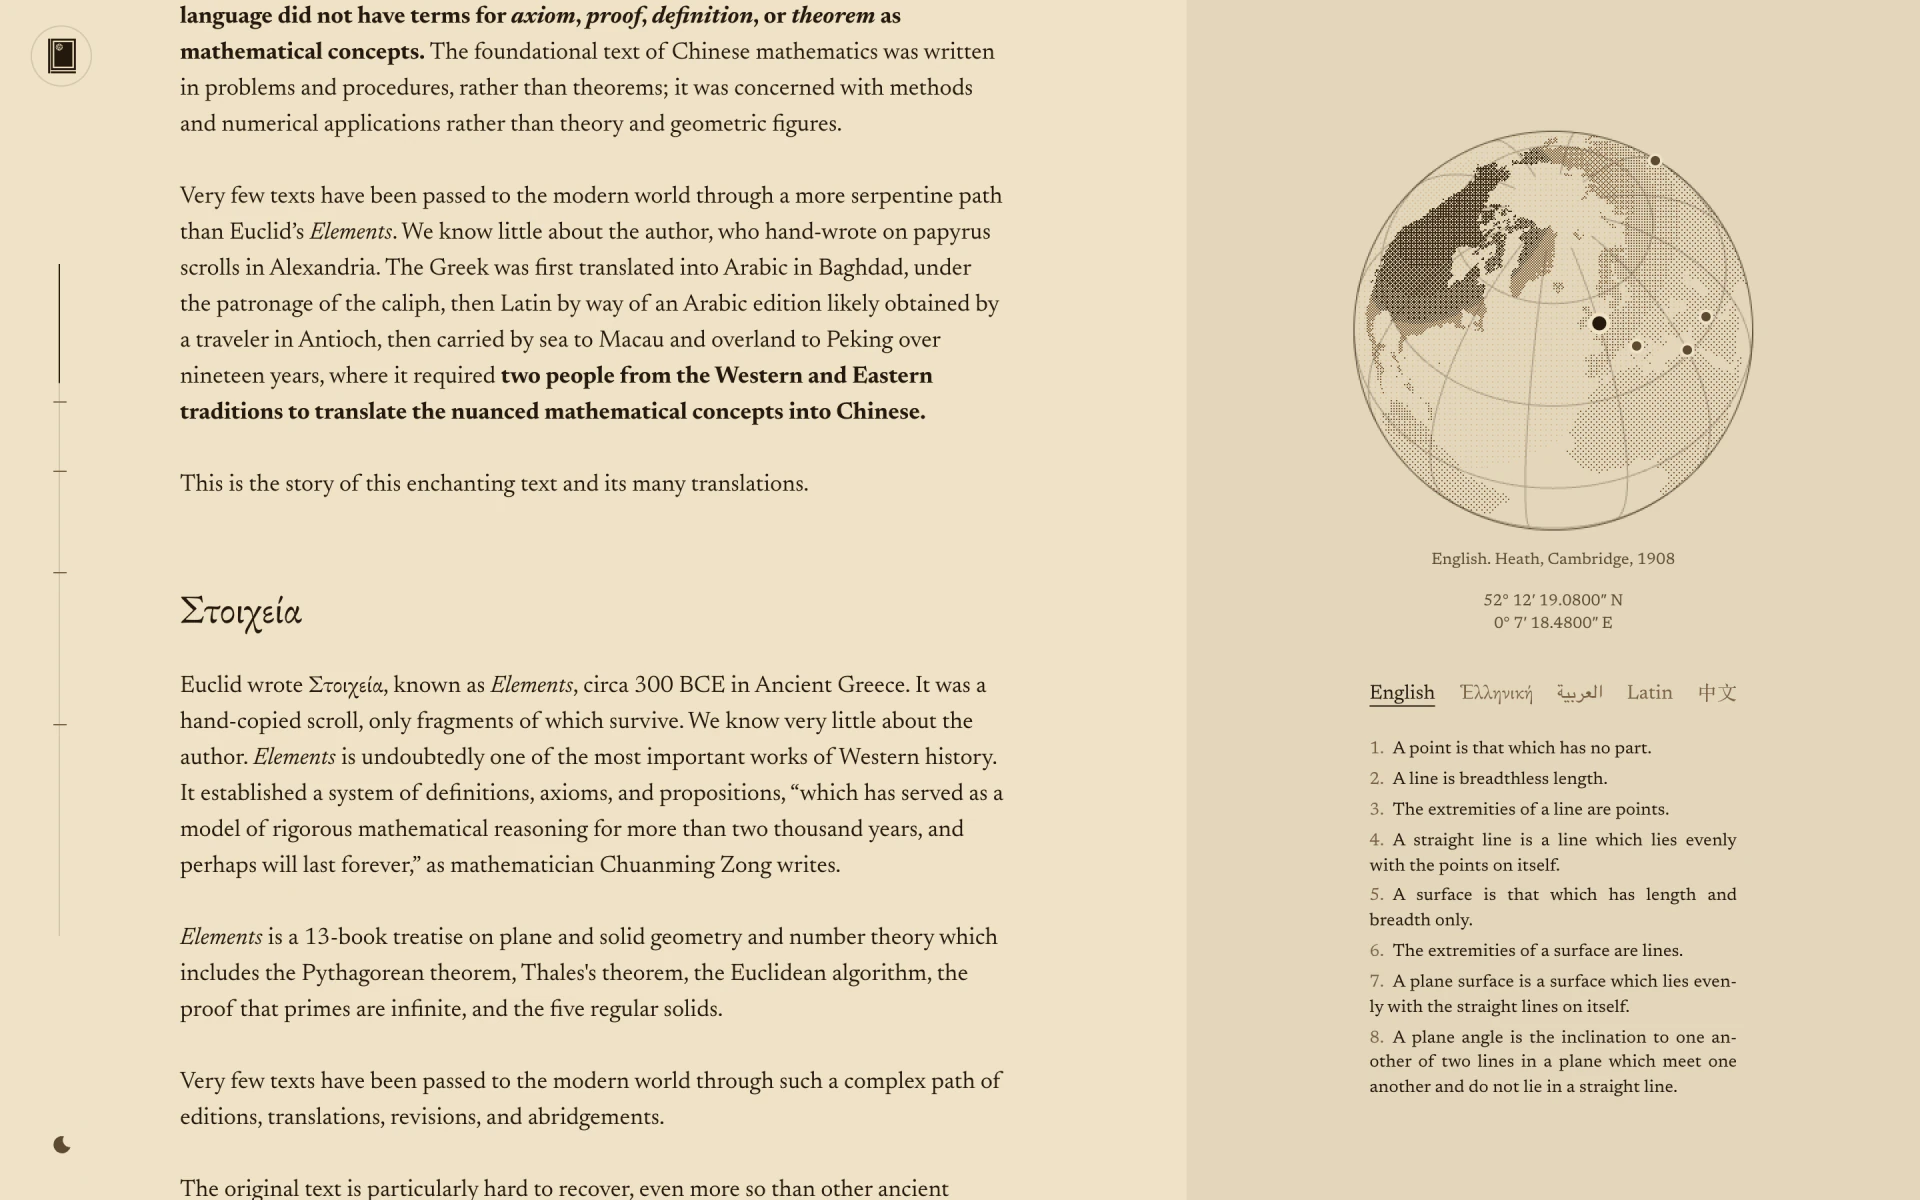 language did not have terms for axiom, proof, definition, or theorem as
mathematical concepts. The foundational text of Chinese mathematics was written
in problems and procedures, rather than theorems; it was concerned with methods
and numerical applications rather than theory and geometric figures.
Very few texts have been passed to the modern world through a more serpentine path
than Euclid’s Elements. We know little about the author, who hand-wrote on papyrus
scrolls in Alexandria. The Greek was first translated into Arabic in Baghdad, under
the patronage of the caliph, then Latin by way of an Arabic edition likely obtained by
a traveler in Antioch, then carried by sea to Macau and overland to Peking over
nineteen years, where it required two people from the Western and Eastern
traditions to translate the nuanced mathematical concepts into Chinese.
This is the story of this enchanting text and its many translations.
Στοιχεία
Euclid wrote Στοιχεία, known as Elements, circa 300 BCE in Ancient Greece. It was a
hand-copied scroll, only fragments of which survive. We know very little about the
author. Elements is undoubtedly one of the most important works of Western history.
It established a system of definitions, axioms, and propositions, “which has served as a
model of rigorous mathematical reasoning for more than two thousand years, and
perhaps will last forever,” as mathematician Chuanming Zong writes.
Elements is a 13-book treatise on plane and solid geometry and number theory which
includes the Pythagorean theorem, Thales's theorem, the Euclidean algorithm, the
proof that primes are infinite, and the five regular solids.
Very few texts have been passed to the modern world through such a complex path of
editions, translations, revisions, and abridgements.
The original text is particularly hard to recover, even more so than other ancient
English. Heath, Cambridge, 1908
52° 12′ 19.0800″ N
0° 7′ 18.4800″ E
English Ἑλληνική العربية Latin 中文
1. A point is that which has no part.
2. A line is breadthless length.
3. The extremities of a line are points.
4. A straight line is a line which lies evenly
with the points on itself.
5. A surface is that which has length and
breadth only.
6. The extremities of a surface are lines.
7. A plane surface is a surface which lies even-
ly with the straight lines on itself.
8. A plane angle is the inclination to one an-
other of two lines in a plane which meet one
another and do not lie in a straight line.